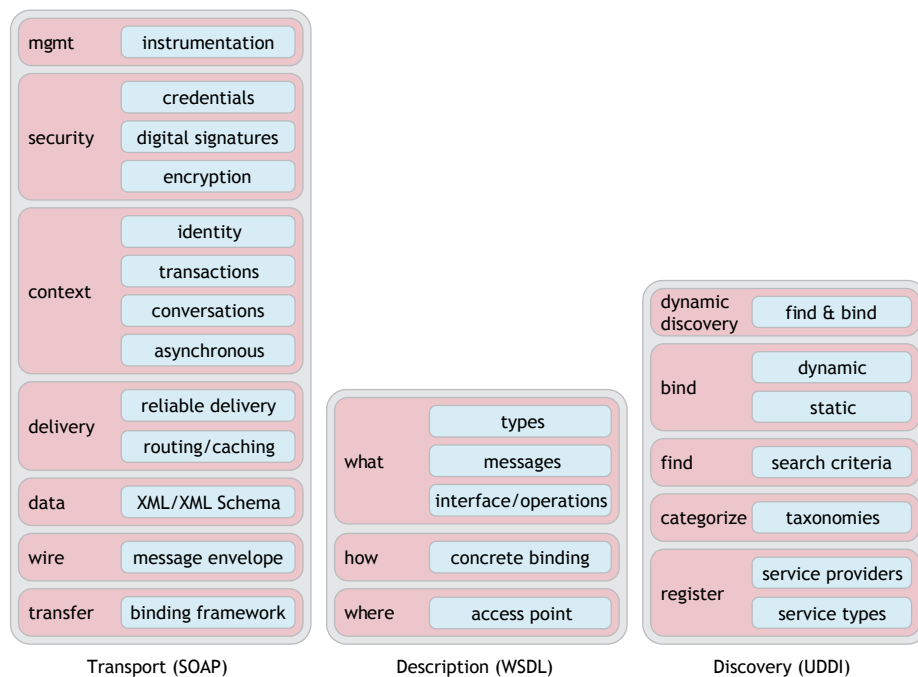 mgmt
instrumentation
security
credentials
digital signatures
encryption
context
identity
transactions
conversations
asynchronous
delivery
reliable delivery
routing/caching
data
XML/XML Schema
wire
message envelope
transfer
binding framework
Transport (SOAP)
what
types
messages
interface/operations
how
concrete binding
where
access point
Description (WSDL)
dynamic
discovery
find & bind
bind
dynamic
static
find
search criteria
categorize
taxonomies
register
service providers
service types
Discovery (UDDI)